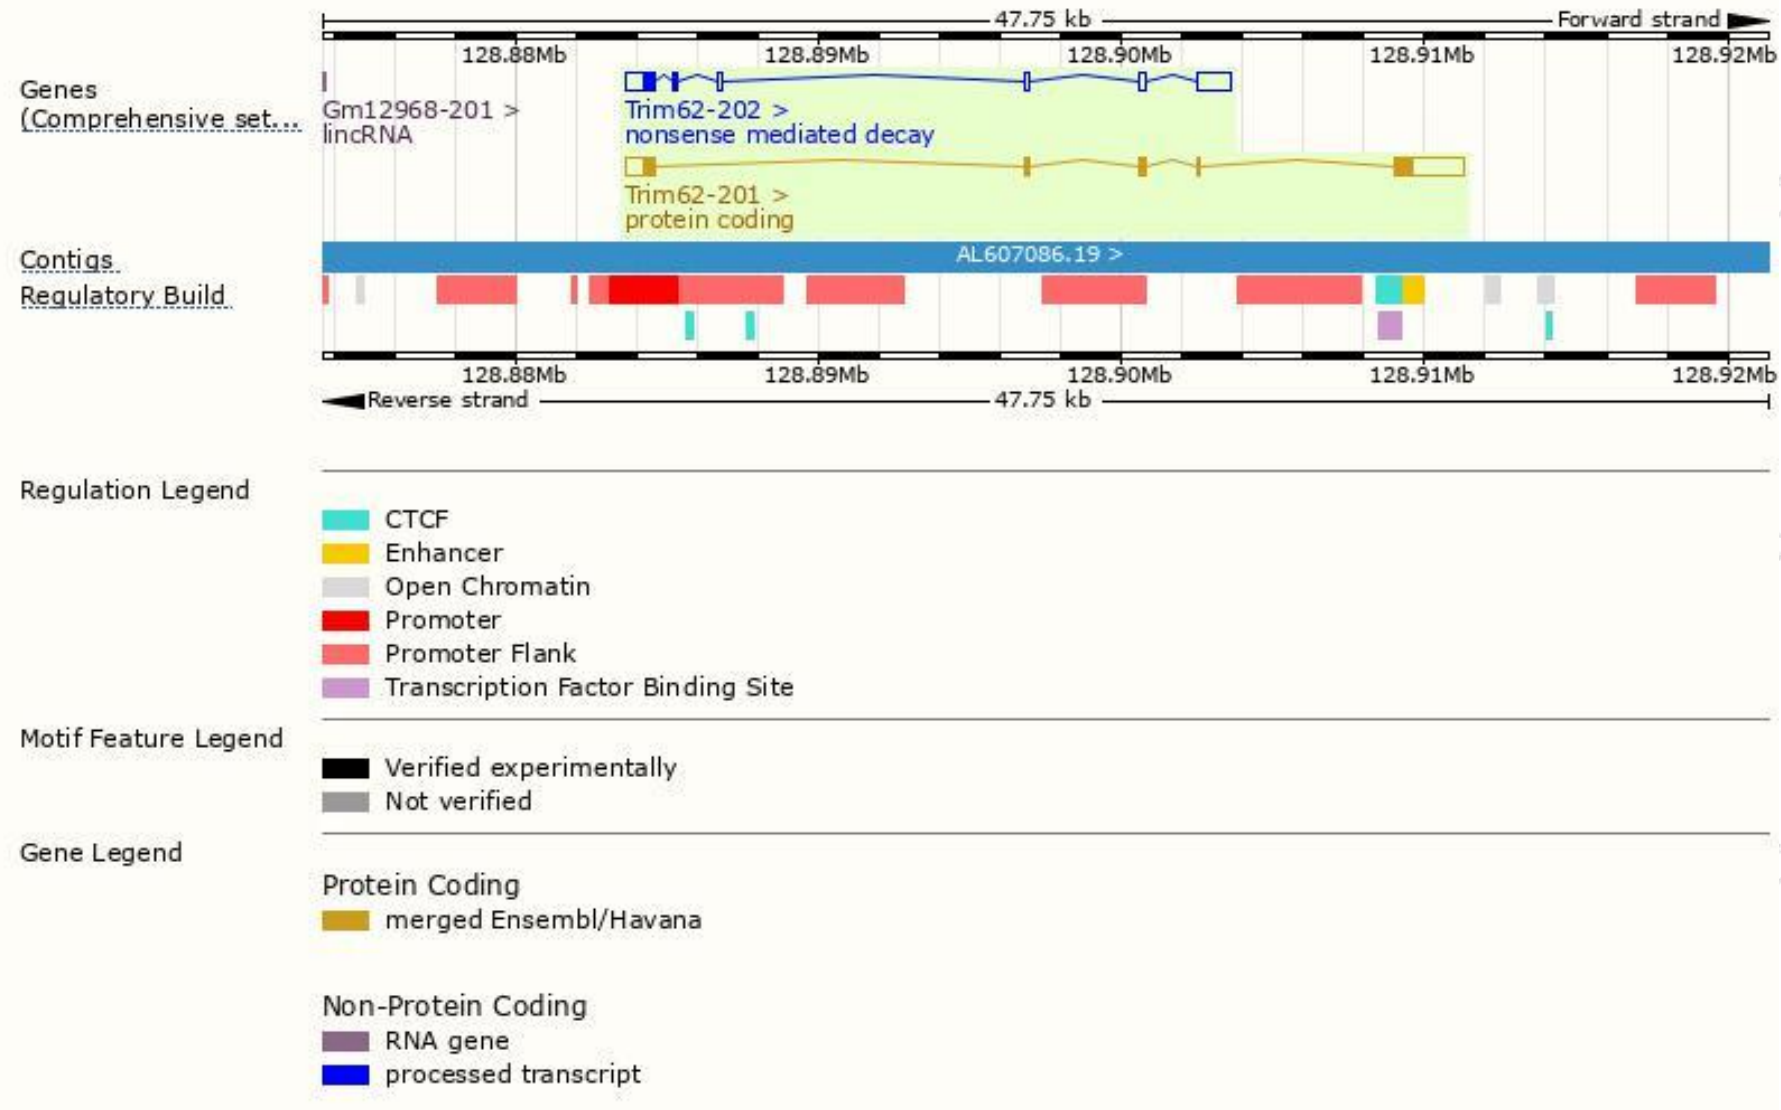 47.75 kb Forward strand
128.88Mb 128.89Mb 128.90Mb 128.91Mb 128.92Mb
Genes
(Comprehensive set...
Gm12968-201 >
lincRNA
Trim62-202 >
nonsense mediated decay
Trim62-201 >
protein coding
Contigs AL607086.19 >
Regulatory Build
128.88Mb 128.89Mb 128.90Mb 128.91Mb 128.92Mb
Reverse strand 47.75 kb
Regulation Legend
CTCF
Enhancer
Open Chromatin
Promoter
Promoter Flank
Transcription Factor Binding Site
Motif Feature Legend
Verified experimentally
Not verified
Gene Legend
Protein Coding
merged Ensembl/Havana
Non-Protein Coding
RNA gene
processed transcript